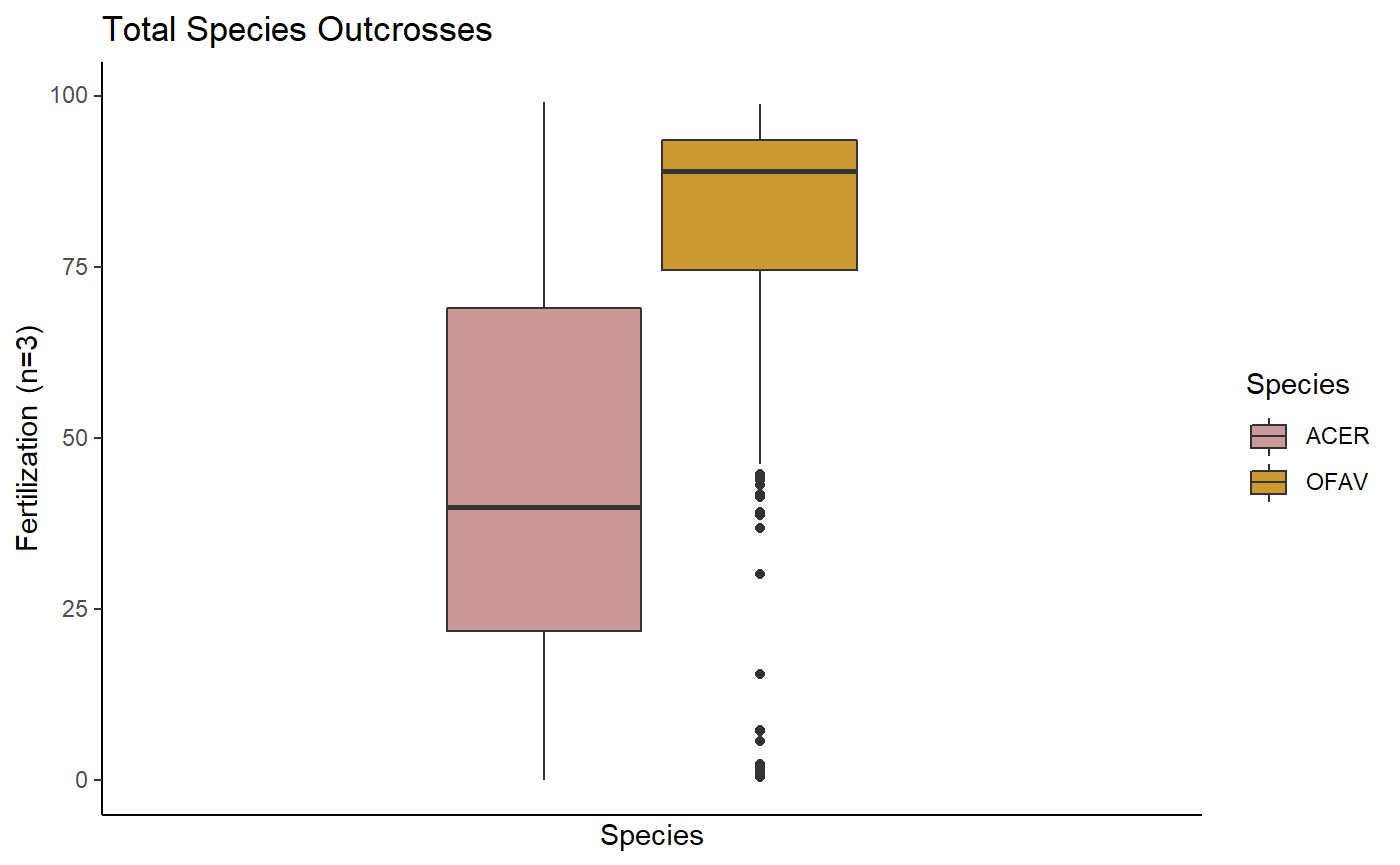 Total Species Outcrosses
100
75
50
25
0
Fertilization (n=3)
Species
Species
ACER
OFAV